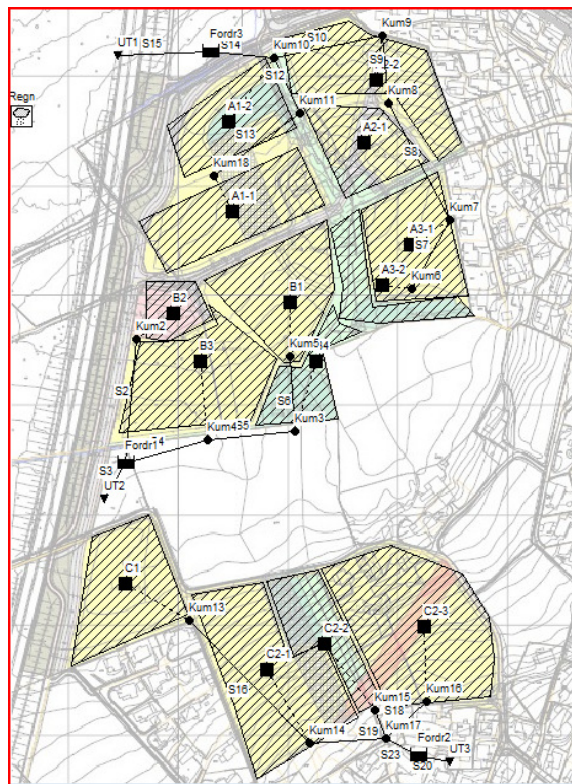 UT1
S15
Fordr3
S14
Kum10
S10
Kum9
S9
2-2
S12
Kum11
Kum8
Regn
A1-2
S13
A2-1
S8
Kum18
A1-1
Kum7
A3-1
S7
A3-2
Kum6
B1
B2
Kum2
B3
Kum5
S2
S6
Kum4
Kum3
S3
UT2
C1
Kum13
C2-3
C2-2
C2-1
S16
Kum15
Kum16
S18
Kum14
S19
Kum17
S23
Fordr2
S20
UT3